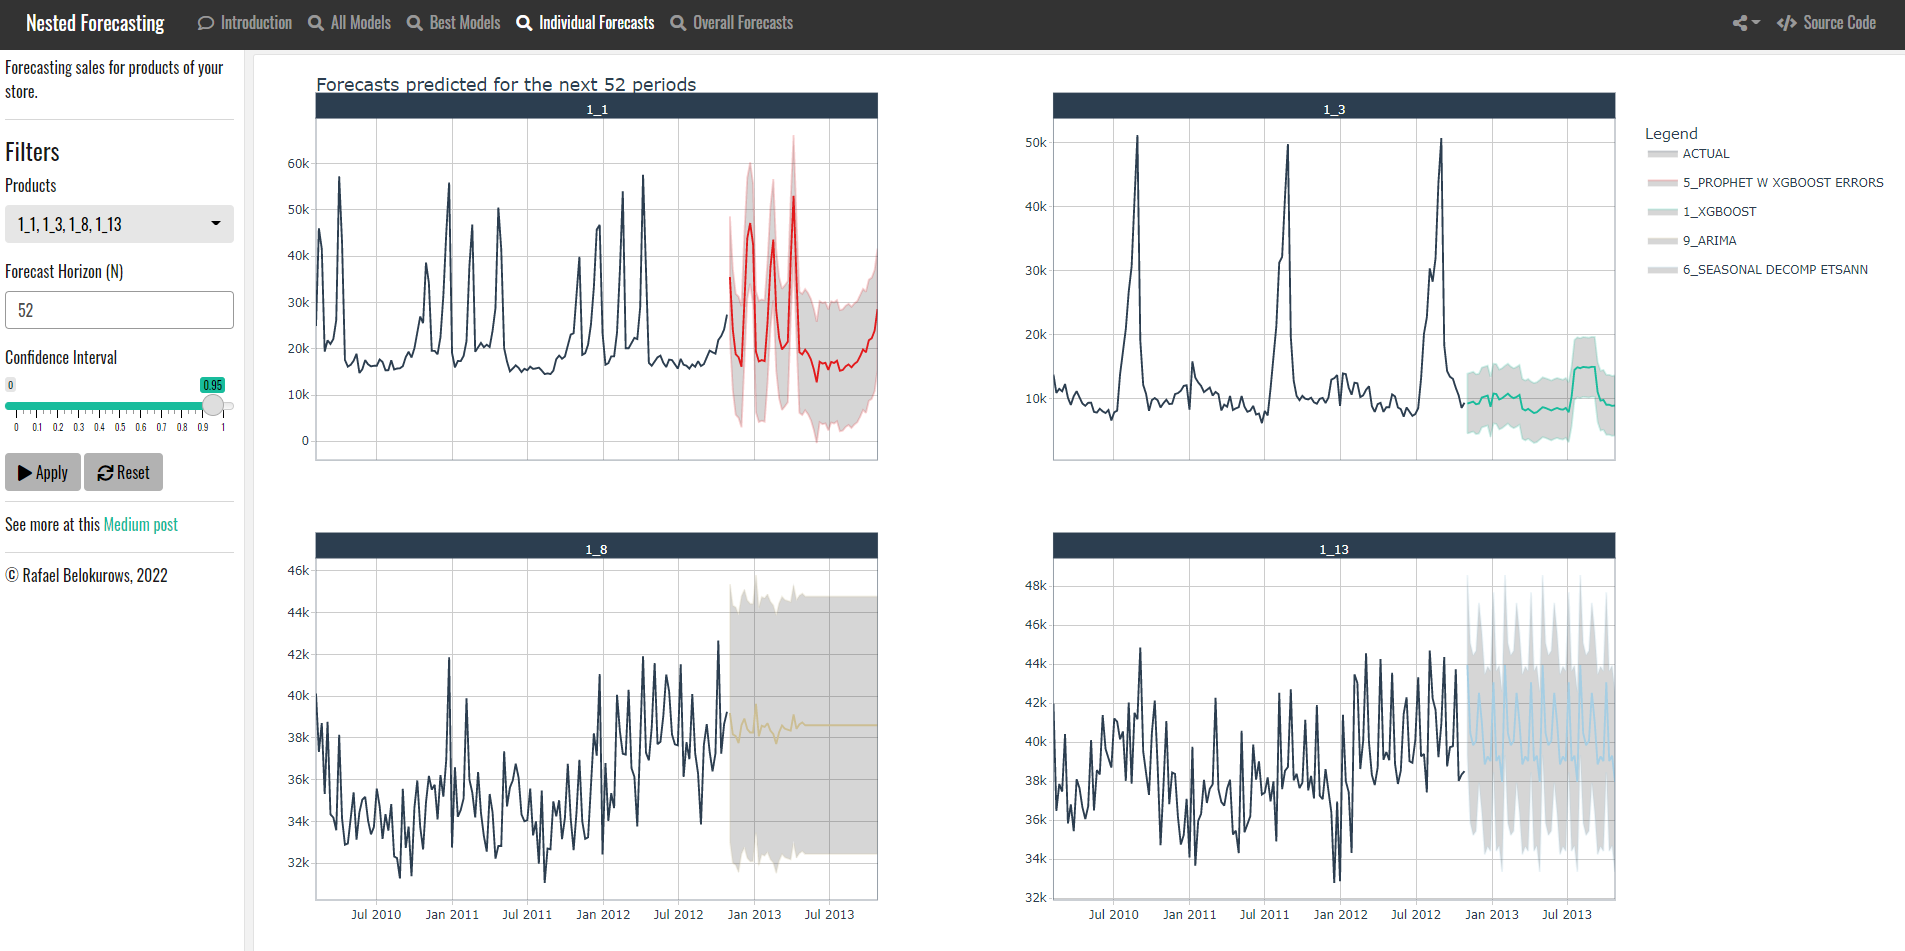 Nested Forecasting Introduction All Models Best Models Individual Forecasts Overall Forecasts Source Code
Forecasting sales for products of your
store.
Filters
Products
1_1, 1_3, 1_8, 1_13
Forecast Horizon (N)
52
Confidence Interval
0 0.95
0 0.1 0.2 0.3 0.4 0.5 0.6 0.7 0.8 0.9 1
Apply Reset
See more at this Medium post
© Rafael Belokurows, 2022
Forecasts predicted for the next 52 periods
1_1
60k
50k
40k
30k
20k
10k
0
1_3
50k
40k
30k
20k
10k
Legend
ACTUAL
5_PROPHET W XGBOOST ERRORS
1_XGBOOST
9_ARIMA
6_SEASONAL DECOMP ETSANN
1_8
46k
44k
42k
40k
38k
36k
34k
32k
Jul 2010 Jan 2011 Jul 2011 Jan 2012 Jul 2012 Jan 2013 Jul 2013
1_13
48k
46k
44k
42k
40k
38k
36k
34k
32k
Jul 2010 Jan 2011 Jul 2011 Jan 2012 Jul 2012 Jan 2013 Jul 2013